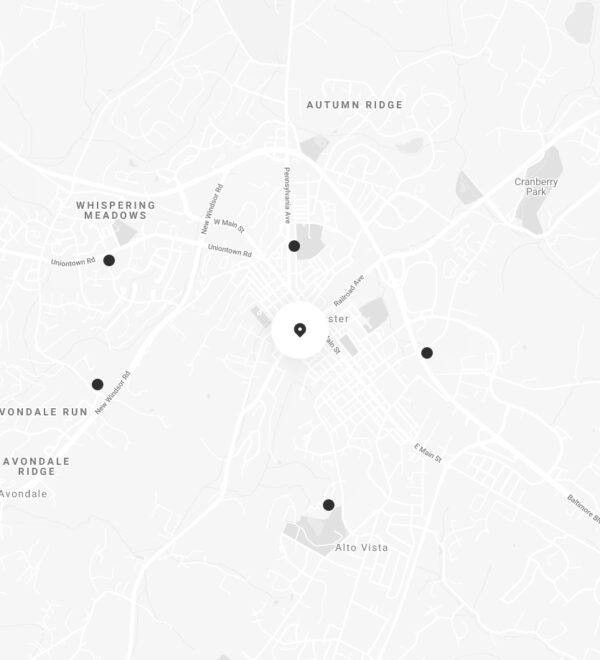 AUTUMN RIDGE
Pennsylvania Ave
Cranberry
Park
New Windsor Rd
WHISPERING
MEADOWS
W Main St
Uniontown Rd
Uniontown Rd
Railroad Ave
ster
ain St
New Windsor Rd
VONDALE RUN
E Main St
AVONDALE
RIDGE
Avondale
Baltimore Bl
Alto Vista